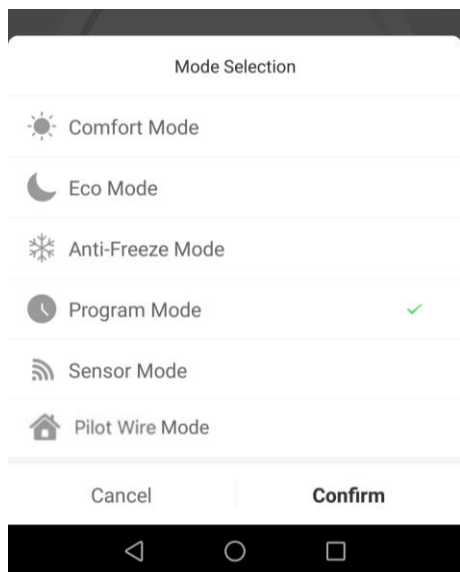 Mode Selection
Comfort Mode
Eco Mode
Anti-Freeze Mode
Program Mode
Sensor Mode
Pilot Wire Mode
Cancel Confirm